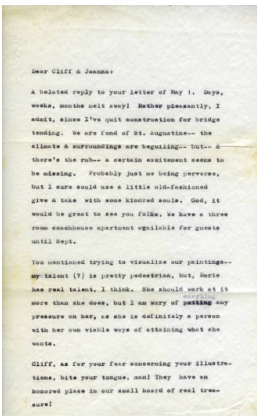 Dear Cliff & Joanna:
A belated reply to your letter of May 1. Days,
weeks, months melt away! Rather pleasantly, I
admit, since I've quit construction for bridge
tending. We are fond of St. Augustine-- the
climate & surroundings are beguiling-- but-- &
there's the rub-- a certain excitement seems to
be missing. Probably just me being perverse,
but I sure could use a little old-fashioned
give & take with some kindred souls. God, it
would be great to see you folks. We have a three
room beachhouse apartment available for guests
until Sept.
You mentioned trying to visualize our paintings--
my talent (?) is pretty pedestrian, but, Doris
has real talent, I think. She should work at it
exerting
more than she does, but I am wary of putting any
pressure on her, as she is definitely a person
with her own viable ways of attaining what she
wants.
Cliff, as for your fear concerning your illustra-
tions, bite your tongue, man! They have an
honored place in our small hoard of real trea-
sure!